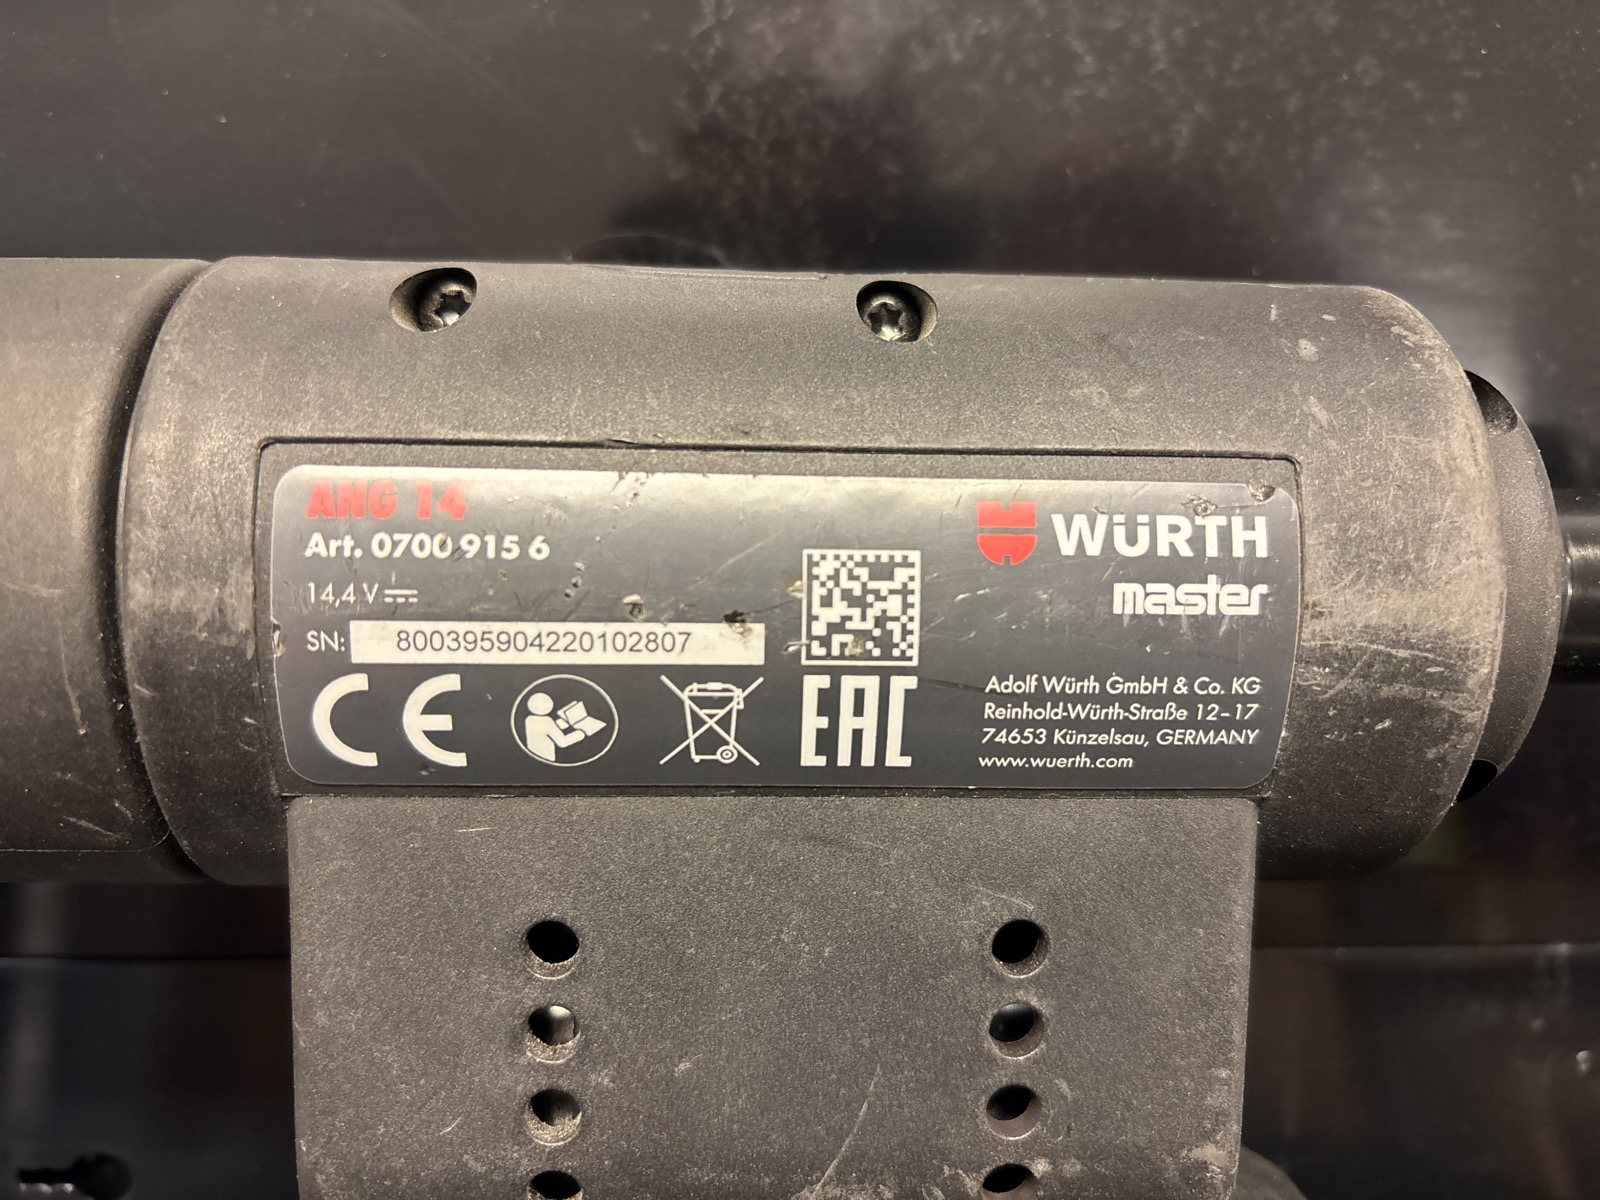 ANG 14
Art. 0700 915 6
14,4 V⎓
SN: 800395904220102807
CE
EAC
WÜRTH
master
Adolf Würth GmbH & Co. KG
Reinhold-Würth-Straße 12–17
74653 Künzelsau, GERMANY
www.wuerth.com